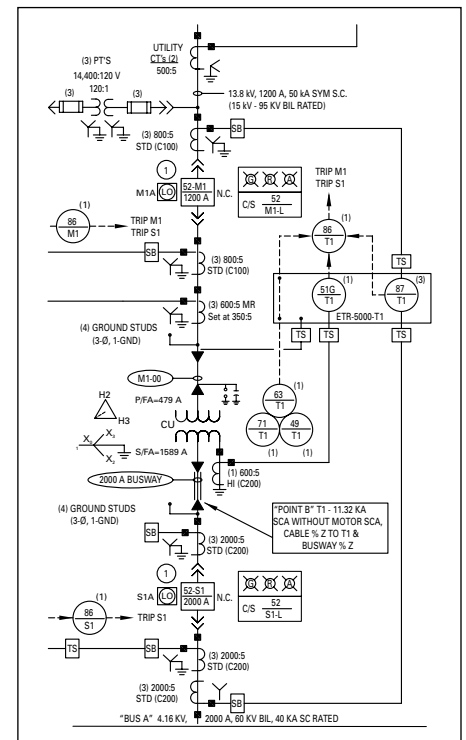 UTILITY
CT's (2)
500:5
(3) PT'S
14,400:120 V
120:1
(3)
(3)
13.8 kV, 1200 A, 50 kA SYM S.C.
(15 kV - 95 KV BIL RATED)
(3) 800:5
STD (C100)
SB
1
M1A
LO
52-M1
1200 A
N.C.
G R A
C/S 52
M1-L
TRIP M1
TRIP S1
86
T1
(1)
86
M1
(1)
TRIP M1
TRIP S1
SB
(3) 800:5
STD (C100)
TS
51G
T1
(1)
87
T1
(3)
ETR-5000-T1
(3) 600:5 MR
Set at 350:5
TS
TS
TS
(4) GROUND STUDS
(3-Ø, 1-GND)
M1-00
P/FA=479 A
H2
H3
CU
63
T1
(1)
71
T1
(1)
49
T1
(1)
S/FA=1589 A
(1) 600:5
HI (C200)
2000 A BUSWAY
"POINT B" T1 - 11.32 KA
SCA WITHOUT MOTOR SCA,
CABLE % Z TO T1 &
BUSWAY % Z
(4) GROUND STUDS
(3-Ø, 1-GND)
SB
(3) 2000:5
STD (C200)
1
S1A
LO
52-S1
2000 A
N.C.
G R A
C/S 52
S1-L
86
S1
(1)
TRIP S1
TS
SB
(3) 2000:5
STD (C200)
(3) 2000:5
STD (C200)
SB
"BUS A" 4.16 KV, 2000 A, 60 KV BIL, 40 KA SC RATED